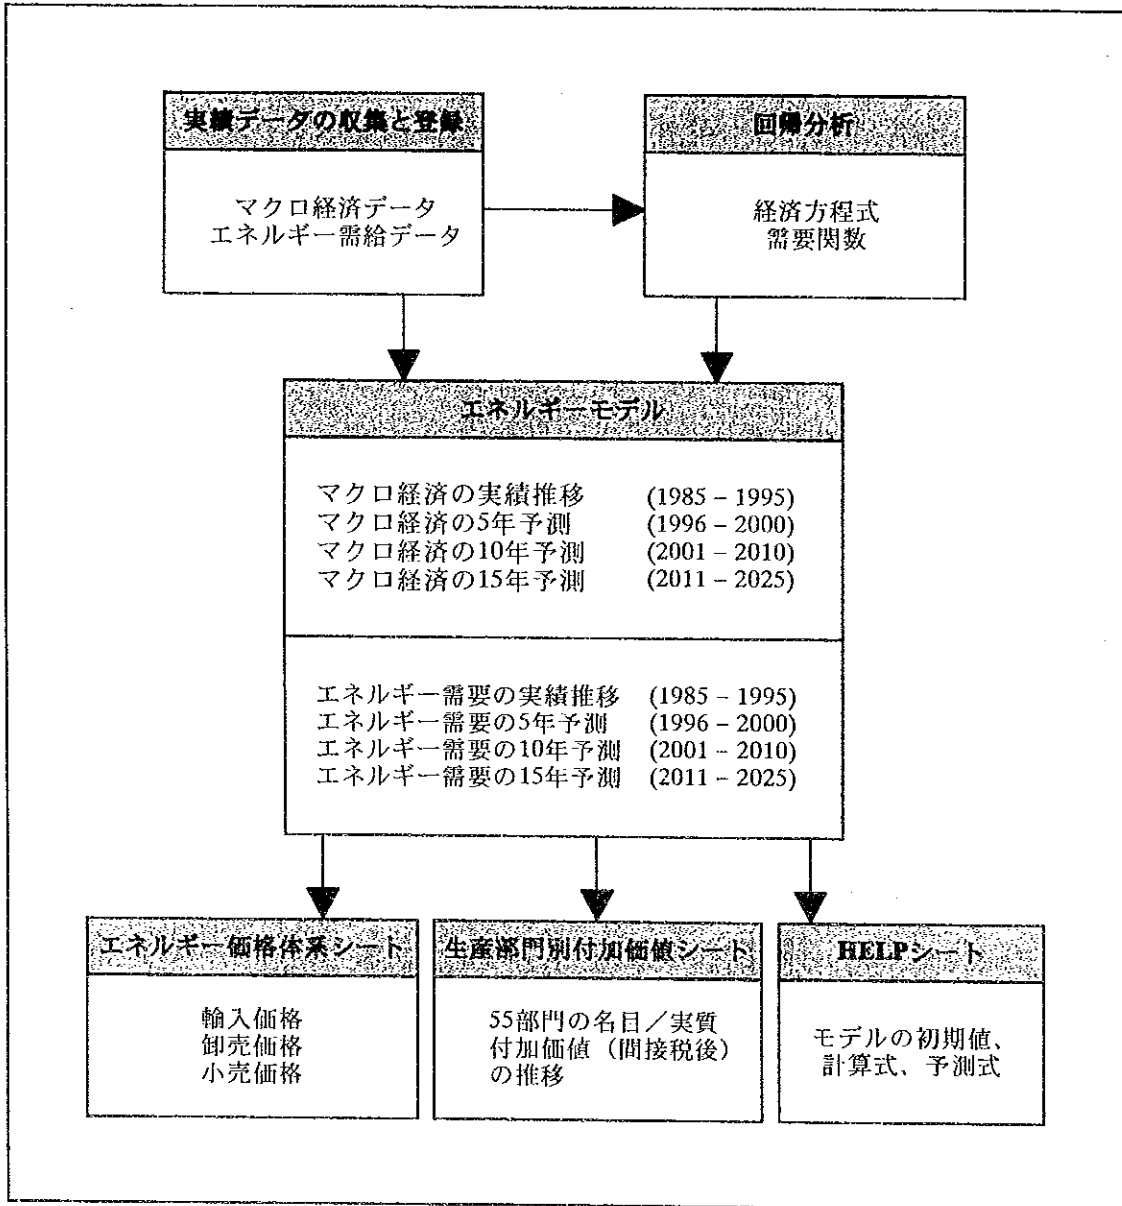 実績データの収集と登録
マクロ経済データ
エネルギー需給データ
回帰分析
経済方程式
需要関数
エネルギーモデル
マクロ経済の実績推移 (1985 – 1995)
マクロ経済の5年予測 (1996 – 2000)
マクロ経済の10年予測 (2001 – 2010)
マクロ経済の15年予測 (2011 – 2025)
エネルギー需要の実績推移 (1985 – 1995)
エネルギー需要の5年予測 (1996 – 2000)
エネルギー需要の10年予測 (2001 – 2010)
エネルギー需要の15年予測 (2011 – 2025)
エネルギー価格体系シート
輸入価格
卸売価格
小売価格
生産部門別付加価値シート
55部門の名目／実質
付加価値（間接税後）
の推移
HELPシート
モデルの初期値、
計算式、予測式